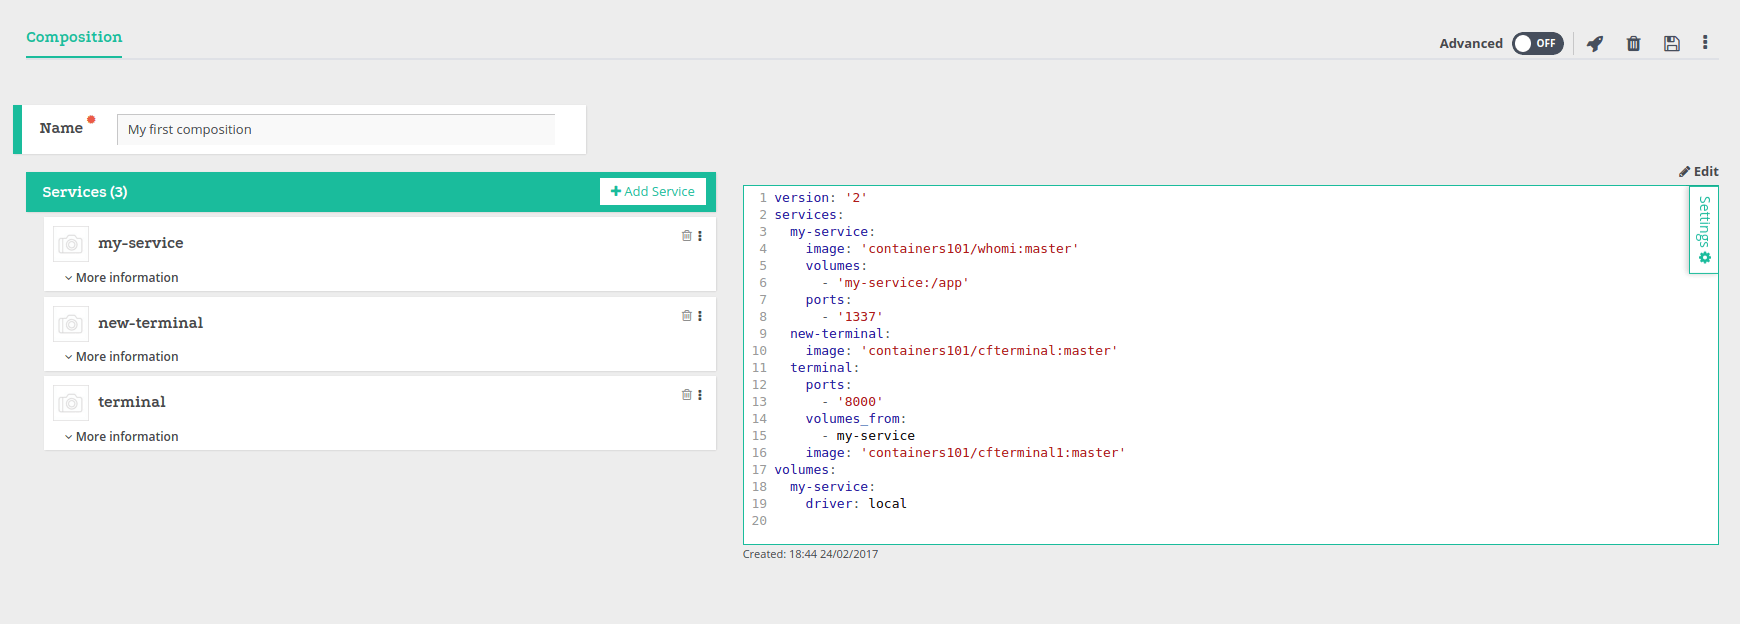 Composition
Advanced OFF
Name
My first composition
Services (3)
Add Service
my-service
More information
new-terminal
More information
terminal
More information
Edit
Settings
1 version: '2'
2 services:
3   my-service:
4     image: 'containers101/whomi:master'
5     volumes:
6       - 'my-service:/app'
7     ports:
8       - '1337'
9   new-terminal:
10     image: 'containers101/cfterminal:master'
11   terminal:
12     ports:
13       - '8000'
14     volumes_from:
15       - my-service
16     image: 'containers101/cfterminal1:master'
17 volumes:
18   my-service:
19     driver: local
20
Created: 18:44 24/02/2017